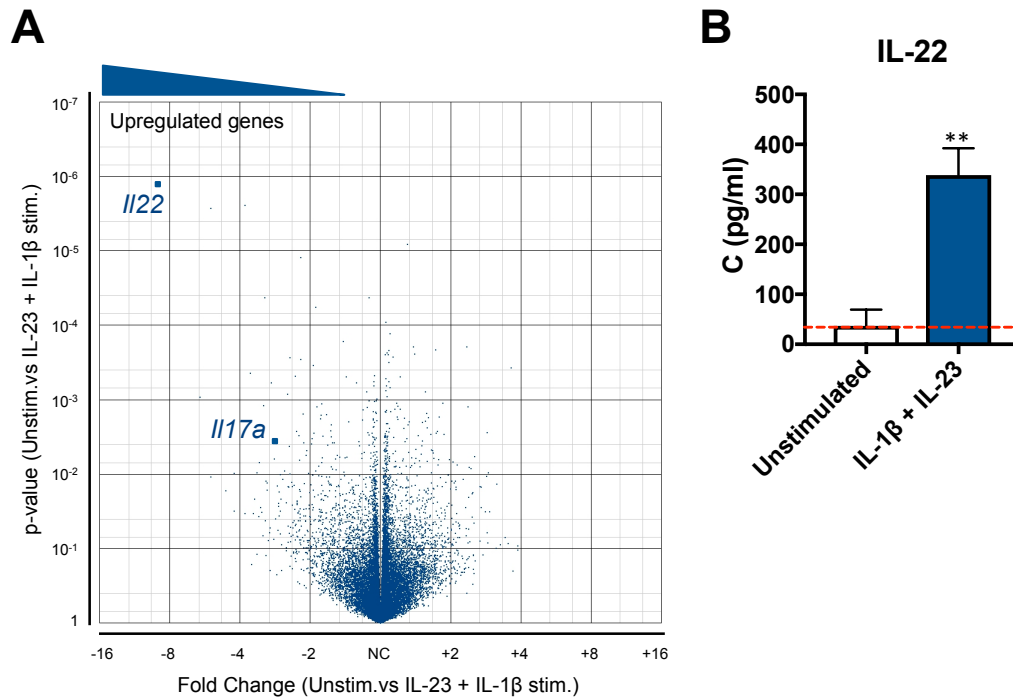 A
Upregulated genes
10-7
10-6
10-5
10-4
10-3
10-2
10-1
1
Il22
Il17a
p-value (Unstim.vs IL-23 + IL-1β stim.)
-16 -8 -4 -2 NC +2 +4 +8 +16
Fold Change (Unstim.vs IL-23 + IL-1β stim.)
B
IL-22
C (pg/ml)
500
400
300
200
100
0
**
Unstimulated
IL-1β + IL-23